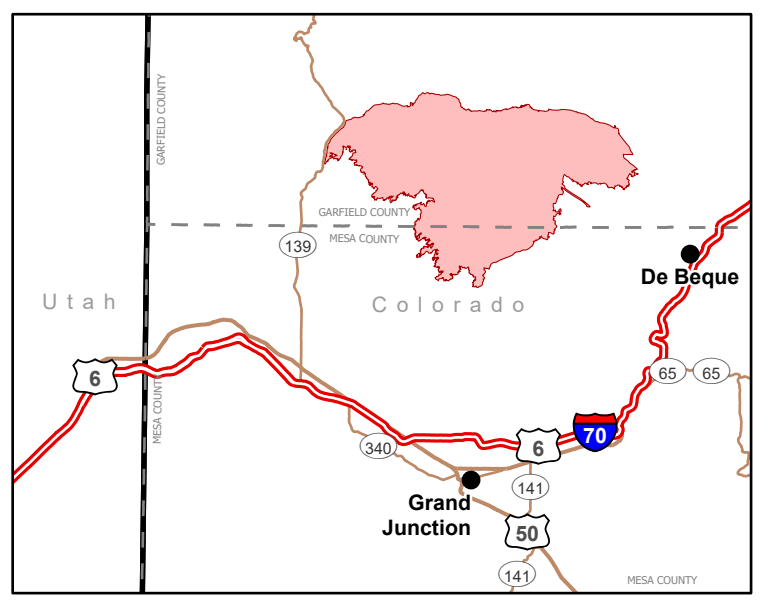 GARFIELD COUNTY
GARFIELD COUNTY
MESA COUNTY
139
De Beque
Utah
Colorado
6
65
65
MESA COUNTY
70
6
340
141
Grand
Junction
50
141
MESA COUNTY